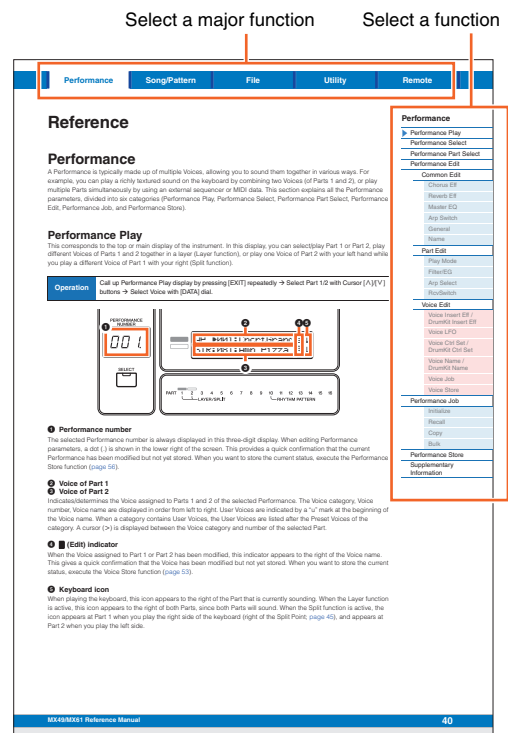 Select a major function
Select a function
Performance
Song/Pattern
File
Utility
Remote
Reference
Performance
A Performance is typically made up of multiple Voices, allowing you to sound them together in various ways. For
example, you can play a richly textured sound on the keyboard by combining two Voices (of Parts 1 and 2), or play
multiple Parts simultaneously by using an external sequencer or MIDI data. This section explains all the Performance
parameters, divided into six categories (Performance Play, Performance Select, Performance Part Select, Performance
Edit, Performance Job, and Performance Store).
Performance Play
This corresponds to the top or main display of the instrument. In this display, you can select/play Part 1 or Part 2, play
different Voices of Parts 1 and 2 together in a layer (Layer function), or play one Voice of Part 2 with your left hand while
you play a different Voice of Part 1 with your right (Split function).
Operation
Call up Performance Play display by pressing [EXIT] repeatedly → Select Part 1/2 with Cursor [∧]/[∨]
buttons → Select Voice with [DATA] dial.
PERFORMANCE
NUMBER
001.
SELECT
❶
❷
❹❺
❸
PART 1 2 3 4 5 6 7 8 9 10 11 12 13 14 15 16
LAYER/SPLIT
RHYTHM PATTERN
❶ Performance number
The selected Performance number is always displayed in this three-digit display. When editing Performance
parameters, a dot (.) is shown in the lower right of the screen. This provides a quick confirmation that the current
Performance has been modified but not yet stored. When you want to store the current status, execute the Performance
Store function (page 56).
❷ Voice of Part 1
❸ Voice of Part 2
Indicates/determines the Voice assigned to Parts 1 and 2 of the selected Performance. The Voice category, Voice
number, Voice name are displayed in order from left to right. User Voices are indicated by a “u” mark at the beginning of
the Voice name. When a category contains User Voices, the User Voices are listed after the Preset Voices of the
category. A cursor (>) is displayed between the Voice category and number of the selected Part.
❹ (Edit) indicator
When the Voice assigned to Part 1 or Part 2 has been modified, this indicator appears to the right of the Voice name.
This gives a quick confirmation that the Voice has been modified but not yet stored. When you want to store the current
status, execute the Voice Store function (page 53).
❺ Keyboard icon
When playing the keyboard, this icon appears to the right of the Part that is currently sounding. When the Layer function
is active, this icon appears to the right of both Parts, since both Parts will sound. When the Split function is active, the
icon appears at Part 1 when you play the right side of the keyboard (right of the Split Point; page 45), and appears at
Part 2 when you play the left side.
Performance
Performance Play
Performance Select
Performance Part Select
Performance Edit
Common Edit
Chorus Eff
Reverb Eff
Master EQ
Arp Switch
General
Name
Part Edit
Play Mode
Filter/EG
Arp Select
RcvSwitch
Voice Edit
Voice Insert Eff /
DrumKit Insert Eff
Voice LFO
Voice Ctrl Set /
DrumKit Ctrl Set
Voice Name /
DrumKit Name
Voice Job
Voice Store
Performance Job
Initialize
Recall
Copy
Bulk
Performance Store
Supplementary
Information
MX49/MX61 Reference Manual
40